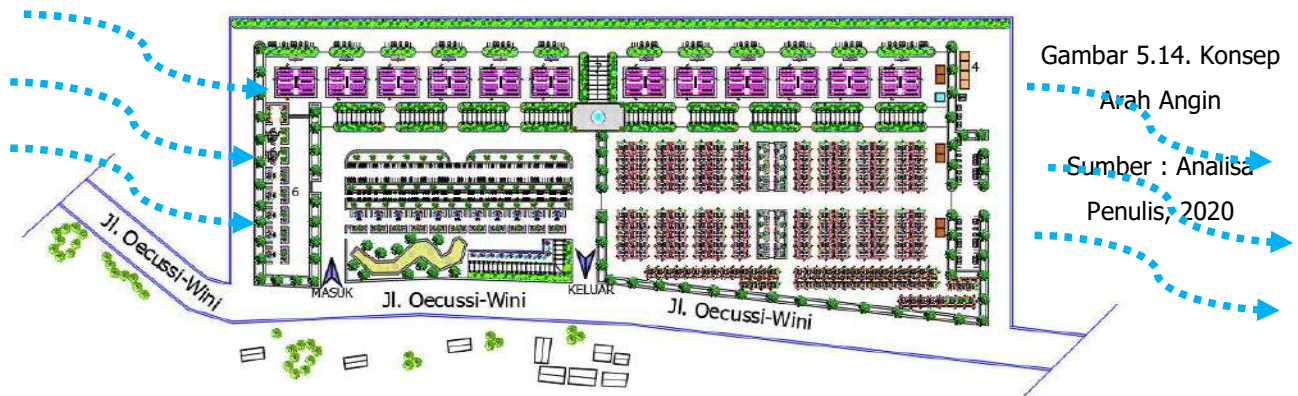 Gambar 5.14. Konsep
Arah Angin
Sumber : Analisa
Penulis, 2020
4
6
Jl. Oecussi-Wini
MASUK
Jl. Oecussi-Wini
KELUAR
Jl. Oecussi-Wini